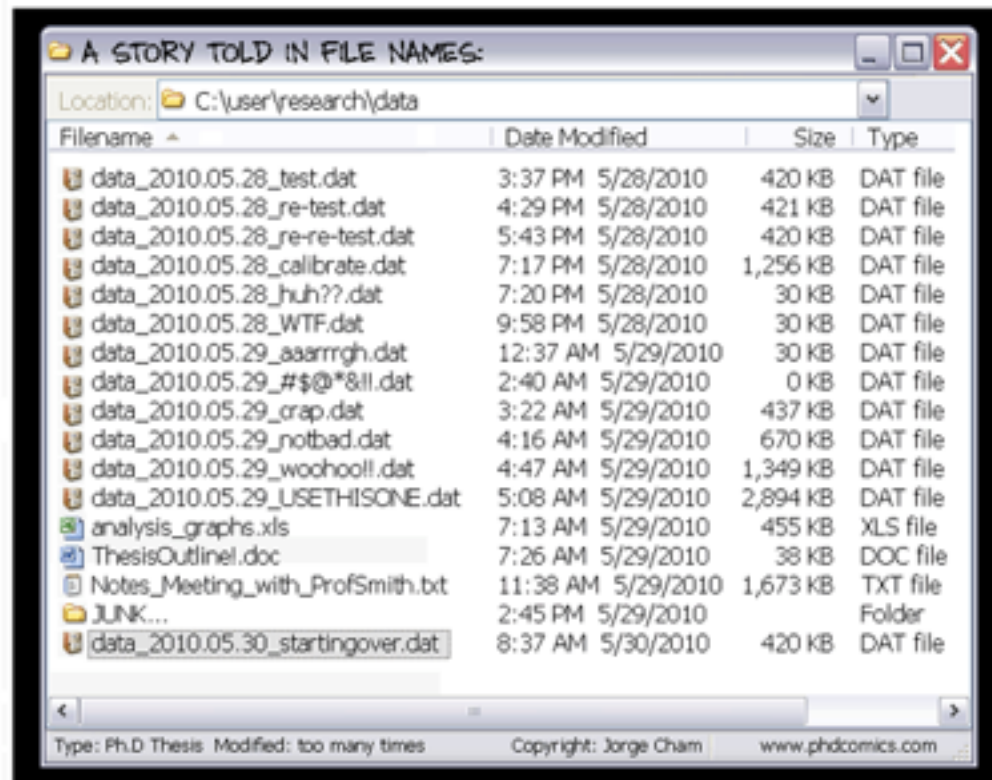 A STORY TOLD IN FILE NAMES:
Location: C:\user\research\data
Filename Date Modified Size Type
data_2010.05.28_test.dat 3:37 PM 5/28/2010 420 KB DAT file
data_2010.05.28_re-test.dat 4:29 PM 5/28/2010 421 KB DAT file
data_2010.05.28_re-re-test.dat 5:43 PM 5/28/2010 420 KB DAT file
data_2010.05.28_calibrate.dat 7:17 PM 5/28/2010 1,256 KB DAT file
data_2010.05.28_huh??.dat 7:20 PM 5/28/2010 30 KB DAT file
data_2010.05.28_WTF.dat 9:58 PM 5/28/2010 30 KB DAT file
data_2010.05.29_aaarrrgh.dat 12:37 AM 5/29/2010 30 KB DAT file
data_2010.05.29_#$@*&!!.dat 2:40 AM 5/29/2010 0 KB DAT file
data_2010.05.29_crap.dat 3:22 AM 5/29/2010 437 KB DAT file
data_2010.05.29_notbad.dat 4:16 AM 5/29/2010 670 KB DAT file
data_2010.05.29_woohoo!!.dat 4:47 AM 5/29/2010 1,349 KB DAT file
data_2010.05.29_USETHISONE.dat 5:08 AM 5/29/2010 2,894 KB DAT file
analysis_graphs.xls 7:13 AM 5/29/2010 455 KB XLS file
ThesisOutline!.doc 7:26 AM 5/29/2010 38 KB DOC file
Notes_Meeting_with_ProfSmith.txt 11:38 AM 5/29/2010 1,673 KB TXT file
JUNK... 2:45 PM 5/29/2010 Folder
data_2010.05.30_startingover.dat 8:37 AM 5/30/2010 420 KB DAT file
Type: Ph.D Thesis Modified: too many times Copyright: Jorge Cham www.phdcomics.com